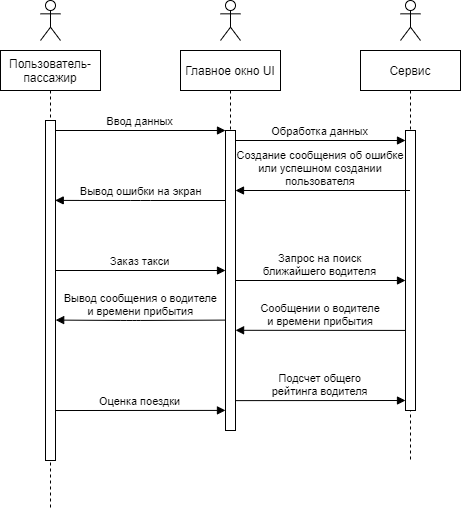 Пользователь-
пассажир
Главное окно UI
Сервис
Ввод данных
Обработка данных
Создание сообщения об ошибке
или успешном создании
пользователя
Вывод ошибки на экран
Заказ такси
Запрос на поиск
ближайшего водителя
Вывод сообщения о водителе
и времени прибытия
Сообщении о водителе
и времени прибытия
Подсчет общего
рейтинга водителя
Оценка поездки